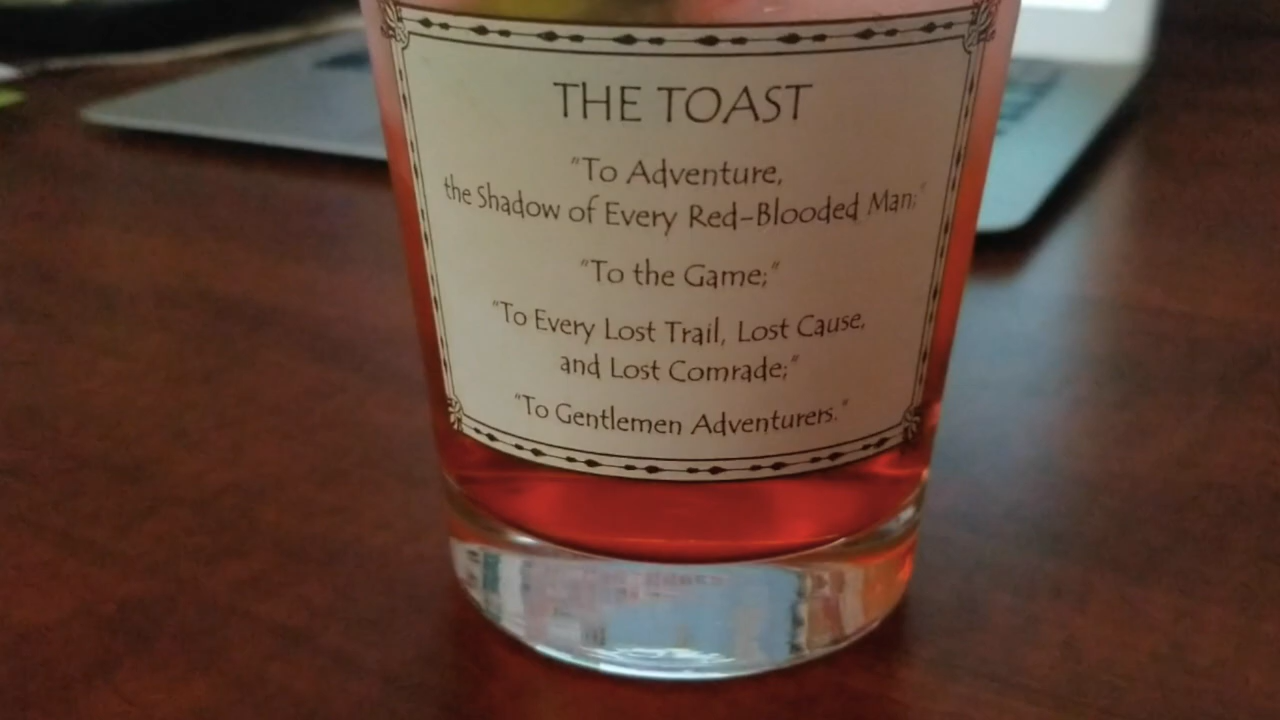 THE TOAST
"To Adventure,
the Shadow of Every Red-Blooded Man;"
"To the Game;"
"To Every Lost Trail, Lost Cause,
and Lost Comrade;"
"To Gentlemen Adventurers."